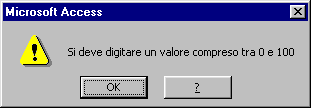 Microsoft Access
Si deve digitare un valore compreso tra 0 e 100
OK
?